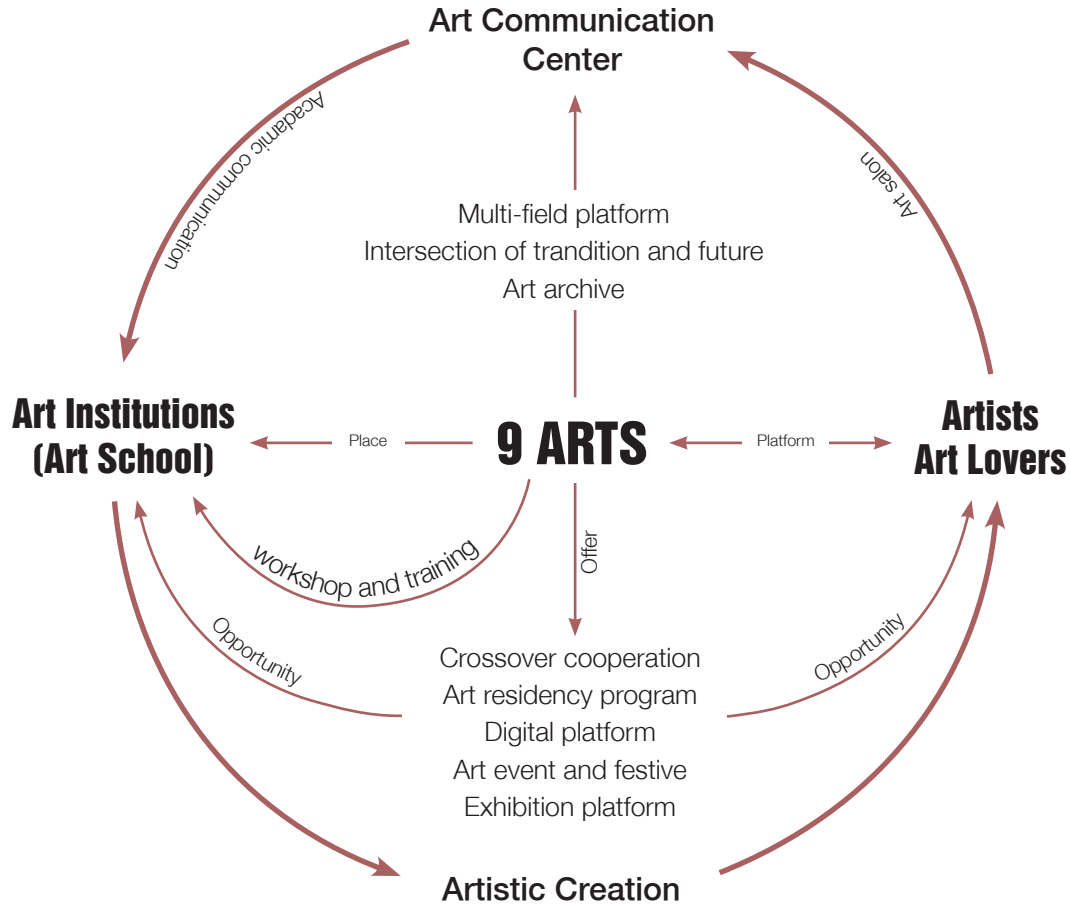 Art Communication
Center
Acadamic communication
Art salon
Multi-field platform
Intersection of trandition and future
Art archive
Art Institutions
(Art School)
Place
9 ARTS
Platform
Artists
Art Lovers
workshop and training
Offer
Opportunity
Opportunity
Crossover cooperation
Art residency program
Digital platform
Art event and festive
Exhibition platform
Artistic Creation